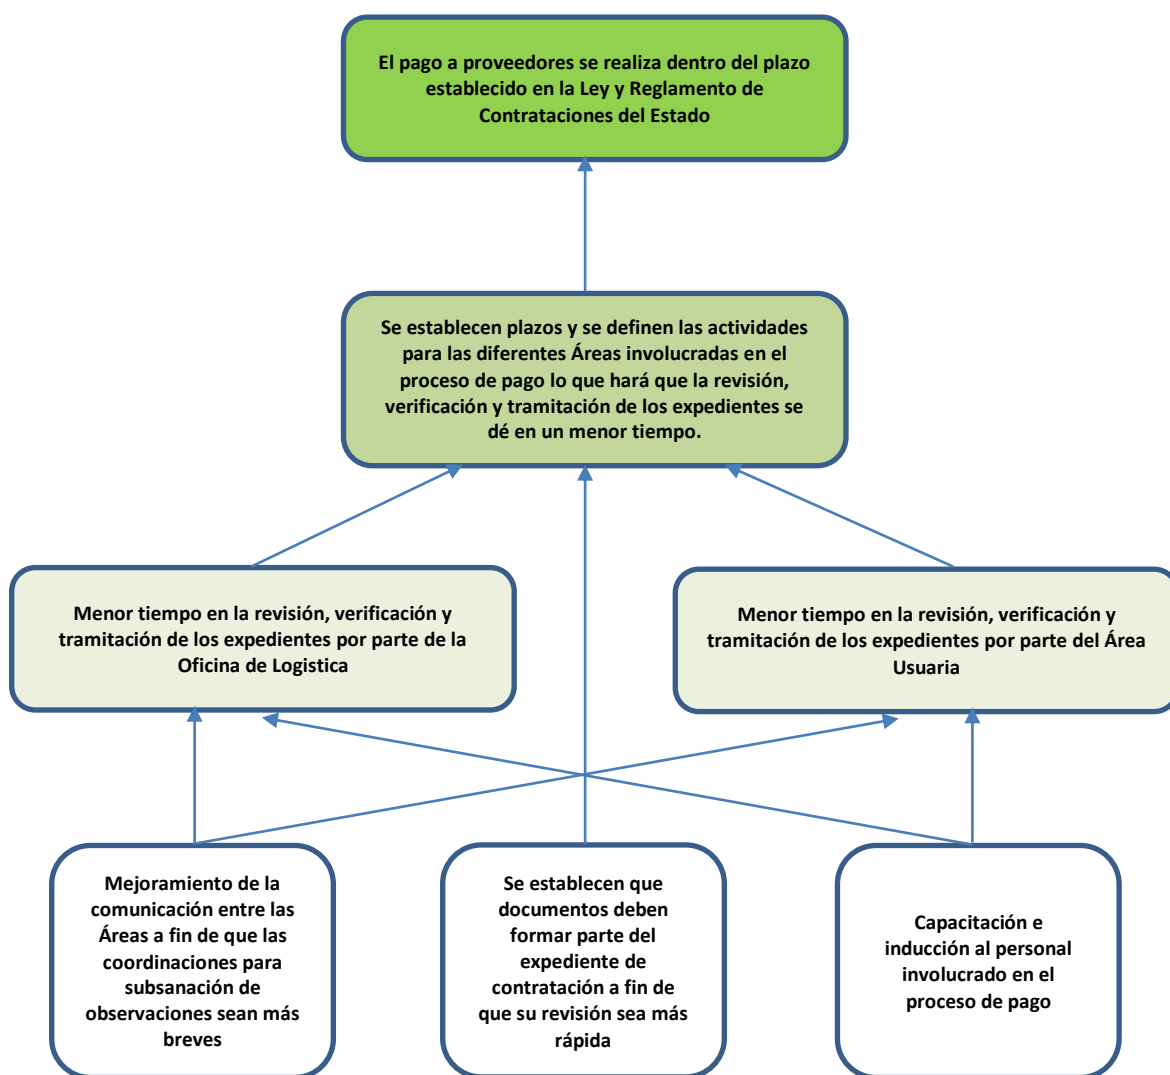 El pago a proveedores se realiza dentro del plazo
establecido en la Ley y Reglamento de
Contrataciones del Estado
Se establecen plazos y se definen las actividades
para las diferentes Áreas involucradas en el
proceso de pago lo que hará que la revisión,
verificación y tramitación de los expedientes se
dé en un menor tiempo.
Menor tiempo en la revisión, verificación y
tramitación de los expedientes por parte de la
Oficina de Logistica
Menor tiempo en la revisión, verificación y
tramitación de los expedientes por parte del Área
Usuaria
Mejoramiento de la
comunicación entre las
Áreas a fin de que las
coordinaciones para
subsanación de
observaciones sean más
breves
Se establecen que
documentos deben
formar parte del
expediente de
contratación a fin de
que su revisión sea más
rápida
Capacitación e
inducción al personal
involucrado en el
proceso de pago